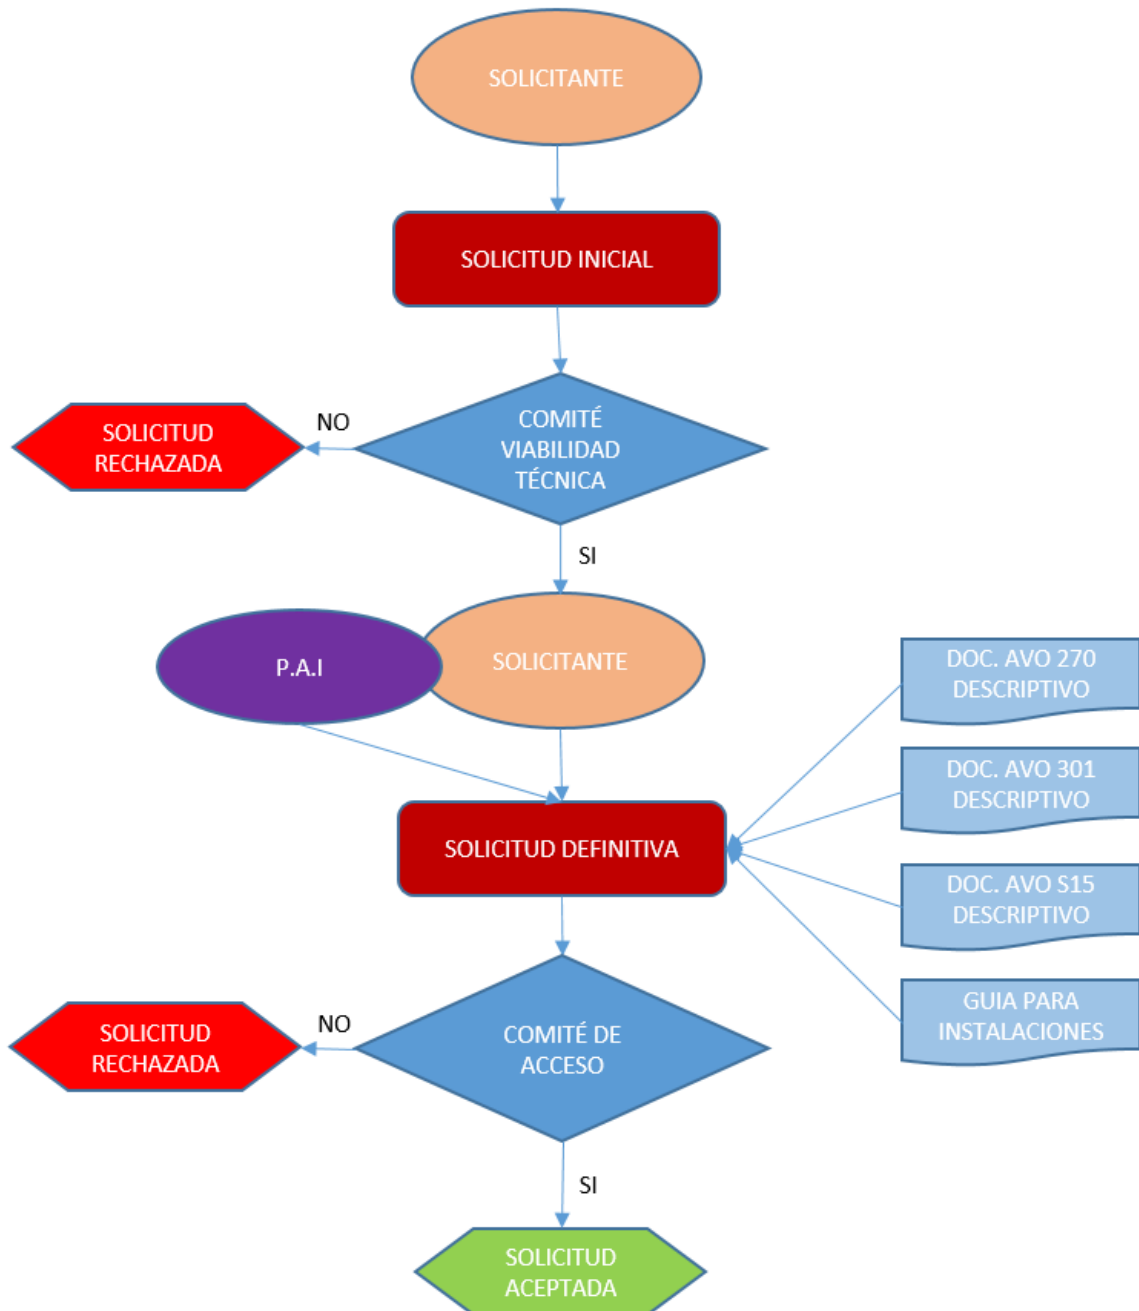 SOLICITANTE
SOLICITUD INICIAL
COMITÉ
VIABILIDAD
TÉCNICA
NO
SOLICITUD
RECHAZADA
SI
P.A.I
SOLICITANTE
DOC. AVO 270
DESCRIPTIVO
DOC. AVO 301
DESCRIPTIVO
SOLICITUD DEFINITIVA
DOC. AVO S15
DESCRIPTIVO
GUIA PARA
INSTALACIONES
COMITÉ DE
ACCESO
NO
SOLICITUD
RECHAZADA
SI
SOLICITUD
ACEPTADA